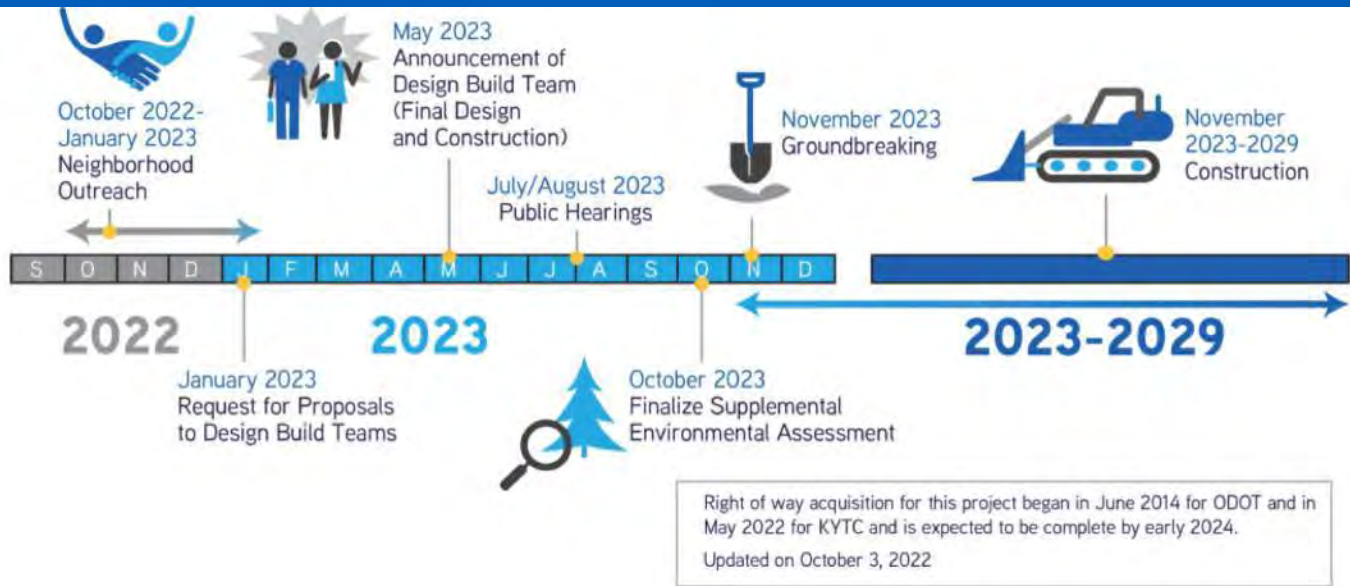 October 2022-
January 2023
Neighborhood
Outreach
May 2023
Announcement of
Design Build Team
(Final Design
and Construction)
July/August 2023
Public Hearings
November 2023
Groundbreaking
November
2023-2029
Construction
S O N D J F M A M J J A S O N D
2022
2023
2023-2029
January 2023
Request for Proposals
to Design Build Teams
October 2023
Finalize Supplemental
Environmental Assessment
Right of way acquisition for this project began in June 2014 for ODOT and in
May 2022 for KYTC and is expected to be complete by early 2024.
Updated on October 3, 2022